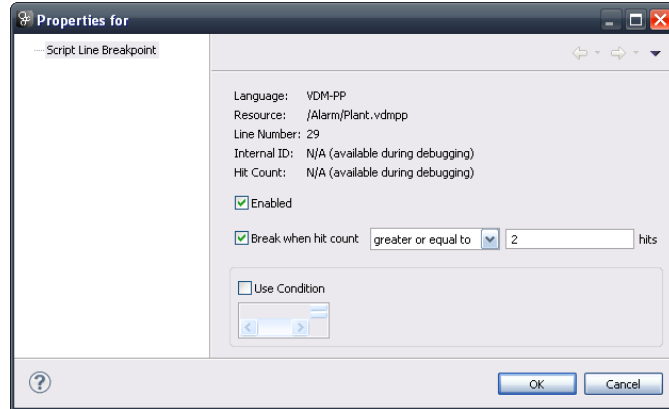 Properties for
Script Line Breakpoint
Language: VDM-PP
Resource: /Alarm/Plant.vdmpp
Line Number: 29
Internal ID: N/A (available during debugging)
Hit Count: N/A (available during debugging)
Enabled
Break when hit count greater or equal to 2 hits
Use Condition
?
OK Cancel